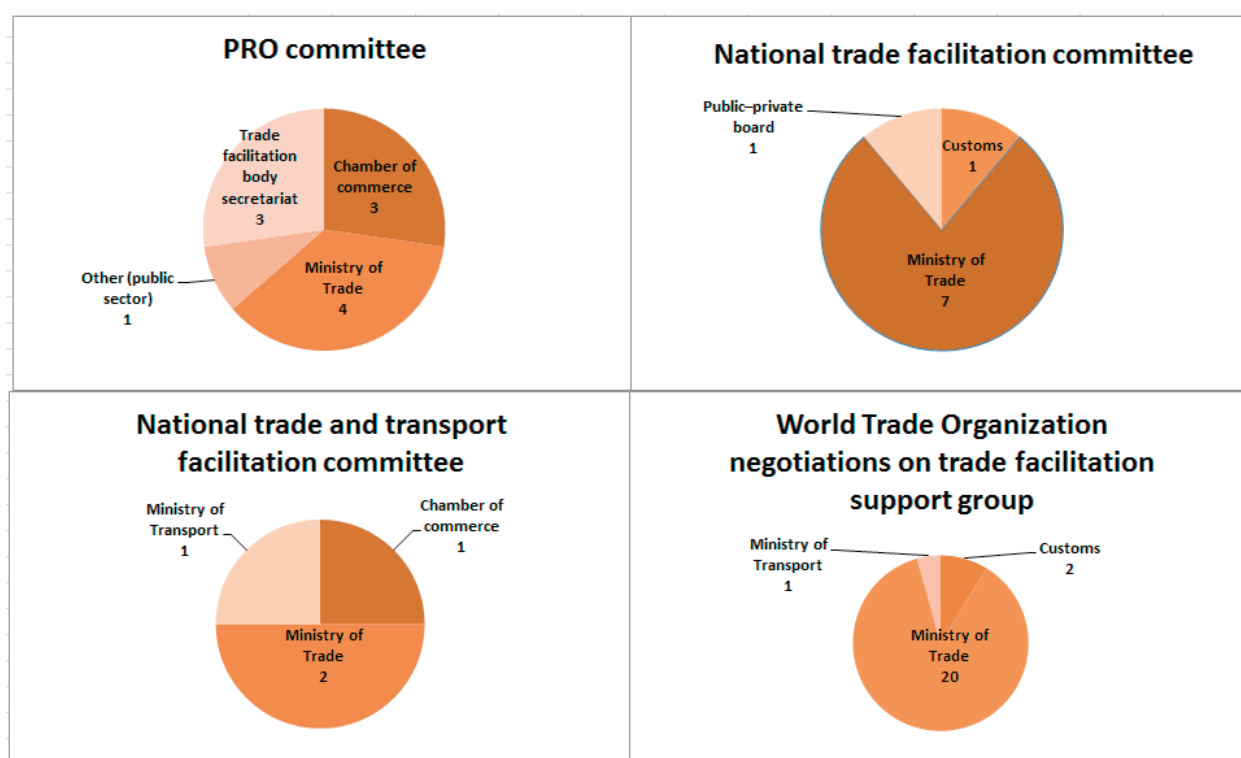 PRO committee
Trade
facilitation
body
secretariat
3
Chamber of
commerce
3
Other (public
sector)
1
Ministry of
Trade
4
National trade facilitation committee
Public–private
board
1
Customs
1
Ministry of
Trade
7
National trade and transport
facilitation committee
Ministry of
Transport
1
Chamber of
commerce
1
Ministry of
Trade
2
World Trade Organization
negotiations on trade facilitation
support group
Ministry of
Transport
1
Customs
2
Ministry of
Trade
20